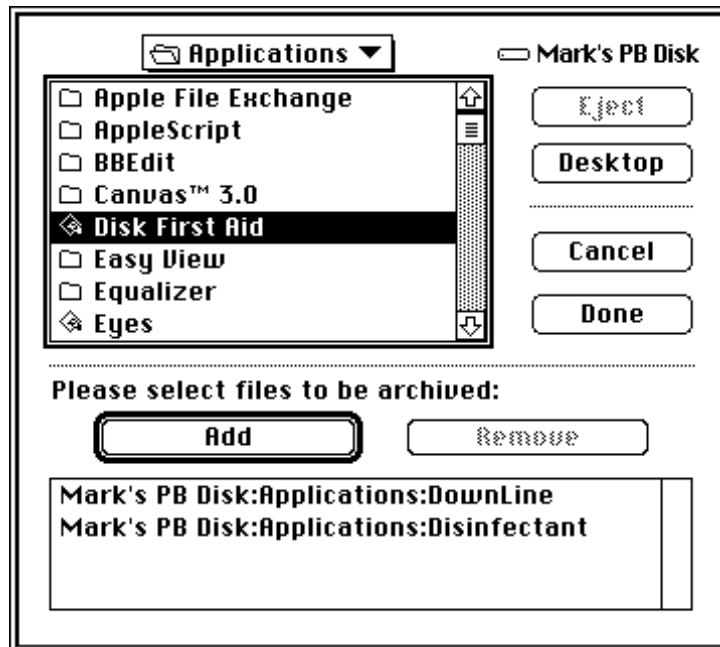 Applications
Mark's PB Disk
Apple File Exchange
AppleScript
BBEdit
Canvas™ 3.0
Disk First Aid
Easy View
Equalizer
Eyes
Eject
Desktop
Cancel
Done
Please select files to be archived:
Add
Remove
Mark's PB Disk:Applications:DownLine
Mark's PB Disk:Applications:Disinfectant